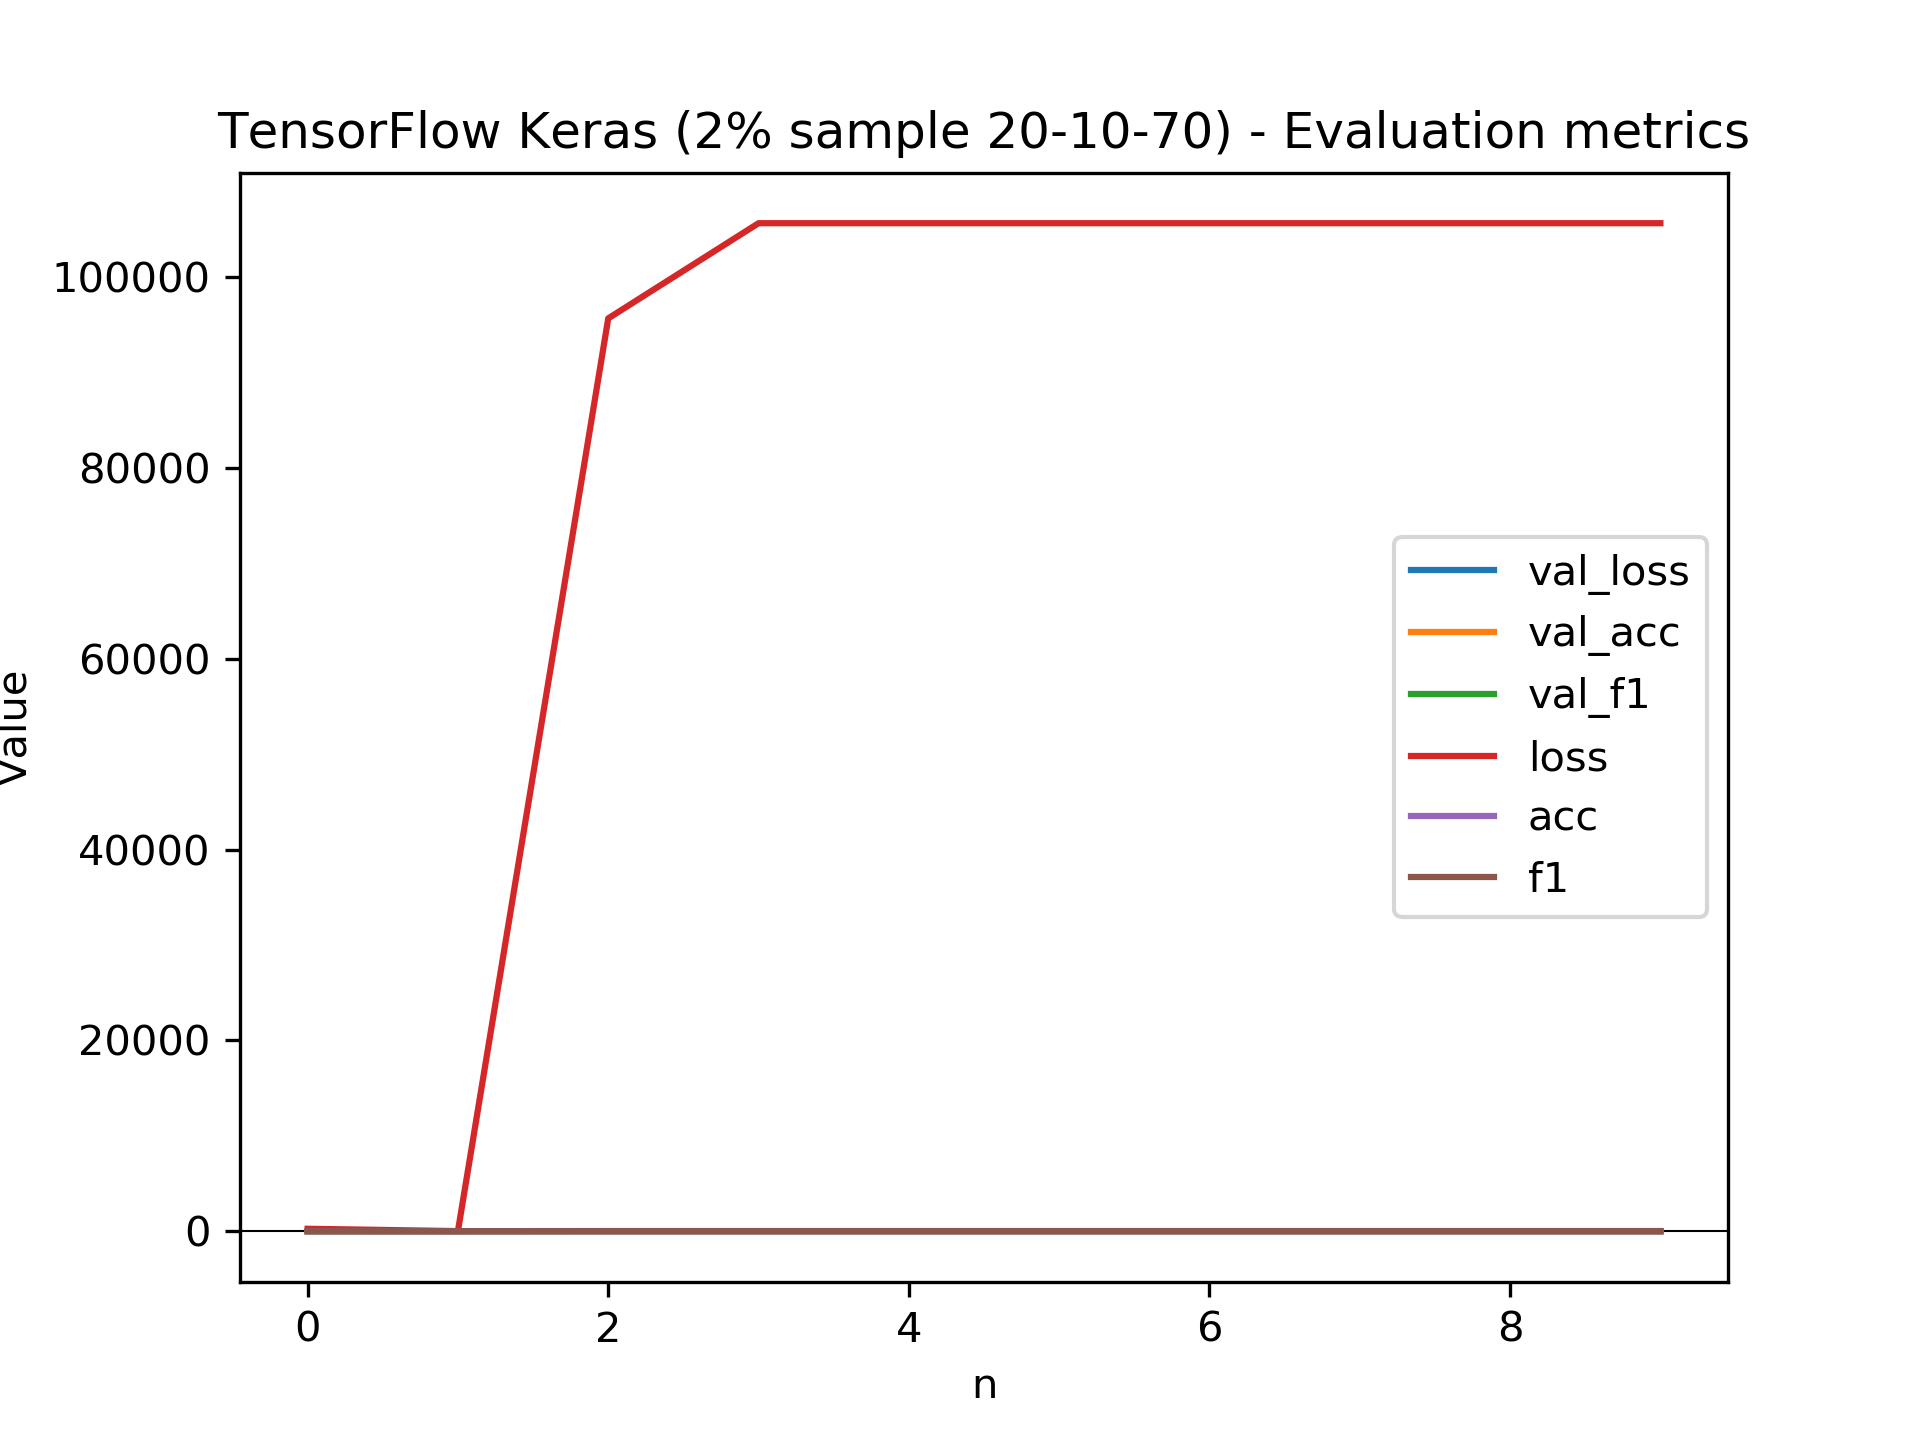 TensorFlow Keras (2% sample 20-10-70) - Evaluation metrics
100000
80000
60000
40000
20000
0
Value
val_loss
val_acc
val_f1
loss
acc
f1
0 2 4 6 8
n